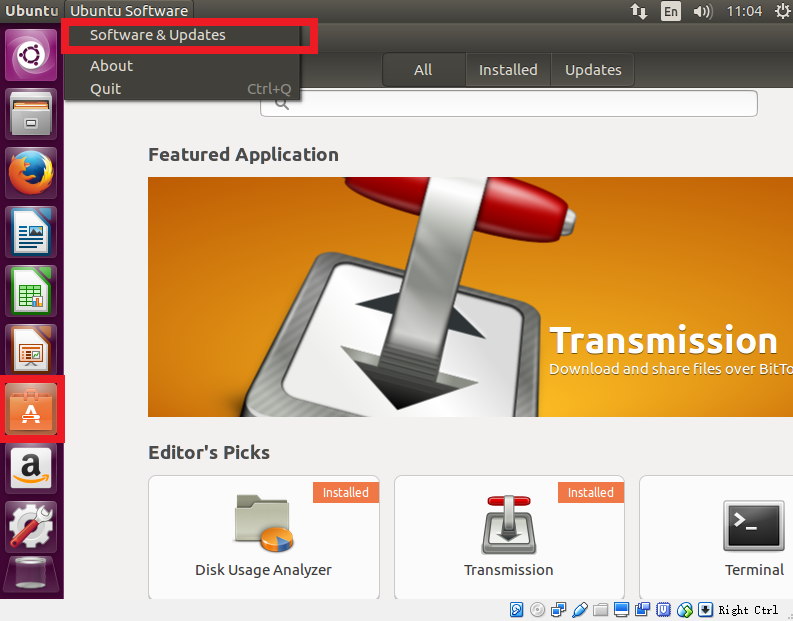 Ubuntu Ubuntu Software En 11:04
Software & Updates
About
Quit Ctrl+Q
All Installed Updates
Featured Application
Transmission
Download and share files over BitTo
Editor's Picks
Installed Installed
Disk Usage Analyzer Transmission Terminal
Right Ctrl